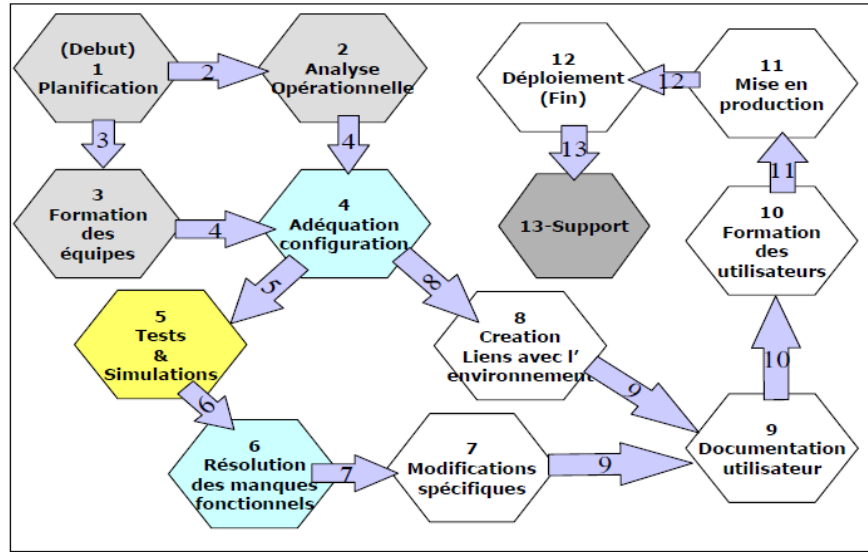 (Debut)
1
Planification
2
2
Analyse
Opérationnelle
3
4
3
Formation
des
équipes
4
4
Adéquation
configuration
5
8
5
Tests
&
Simulations
6
6
Résolution
des manques
fonctionnels
7
7
Modifications
spécifiques
8
Creation
Liens avec l’
environnement
9
9
9
Documentation
utilisateur
10
10
Formation
des
utilisateurs
11
11
Mise en
production
12
12
Déploiement
(Fin)
13
13-Support